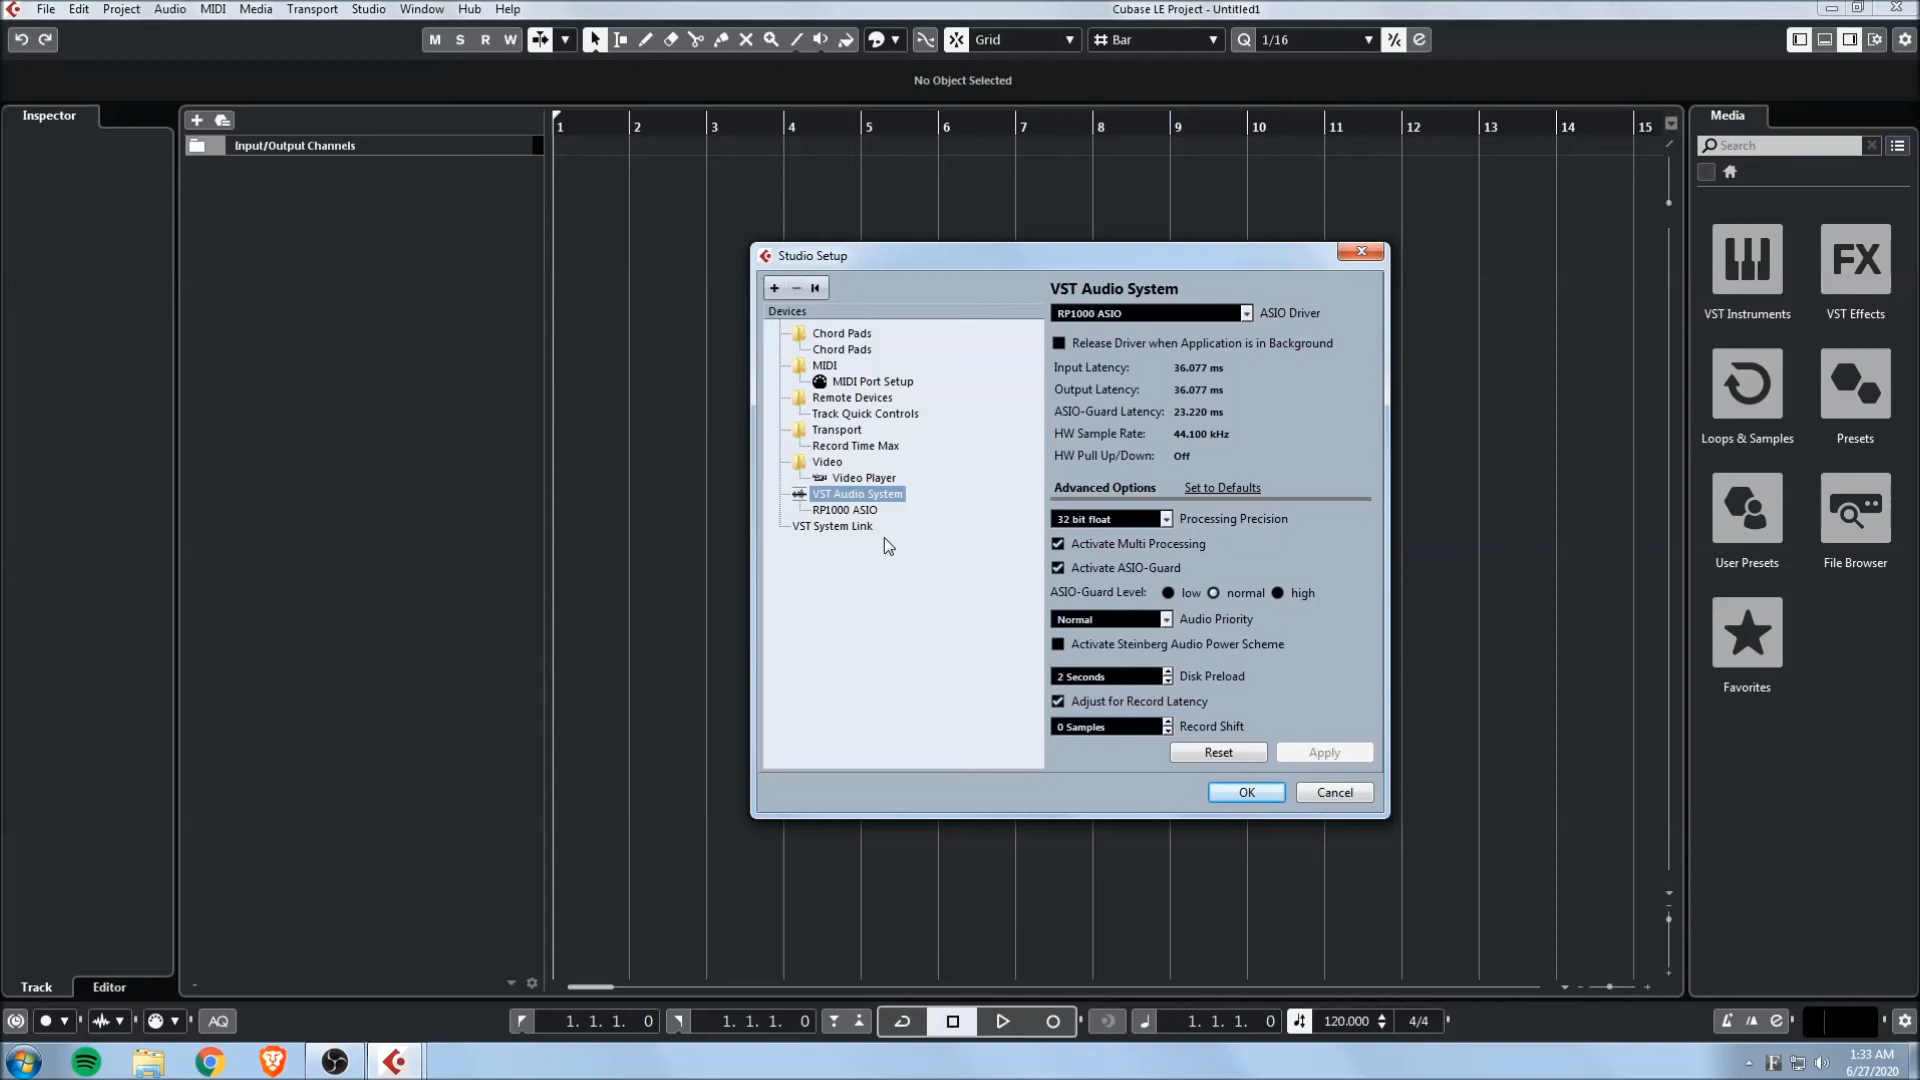 File Edit Project Audio MIDI Media Transport Studio Window Hub Help
Cubase LE Project - Untitled1
M S R W
Grid
Bar
Q 1/16
No Object Selected
Inspector
Input/Output Channels
1 2 3 4 5 6 7 8 9 10 11 12 13 14 15
Media
Search
VST Instruments
FX
VST Effects
Loops & Samples
Presets
User Presets
File Browser
Favorites
Studio Setup
Devices
Chord Pads
Chord Pads
MIDI
MIDI Port Setup
Remote Devices
Track Quick Controls
Transport
Record Time Max
Video
Video Player
VST Audio System
RP1000 ASIO
VST System Link
VST Audio System
RP1000 ASIO ASIO Driver
Release Driver when Application is in Background
Input Latency: 36.077 ms
Output Latency: 36.077 ms
ASIO-Guard Latency: 23.220 ms
HW Sample Rate: 44.100 kHz
HW Pull Up/Down: Off
Advanced Options Set to Defaults
32 bit float Processing Precision
Activate Multi Processing
Activate ASIO-Guard
ASIO-Guard Level: low normal high
Normal Audio Priority
Activate Steinberg Audio Power Scheme
2 Seconds Disk Preload
Adjust for Record Latency
0 Samples Record Shift
Reset Apply
OK Cancel
Track Editor
AQ
1. 1. 1. 0
1. 1. 1. 0
1. 1. 1. 0
120.000
4/4
1:33 AM
6/27/2020